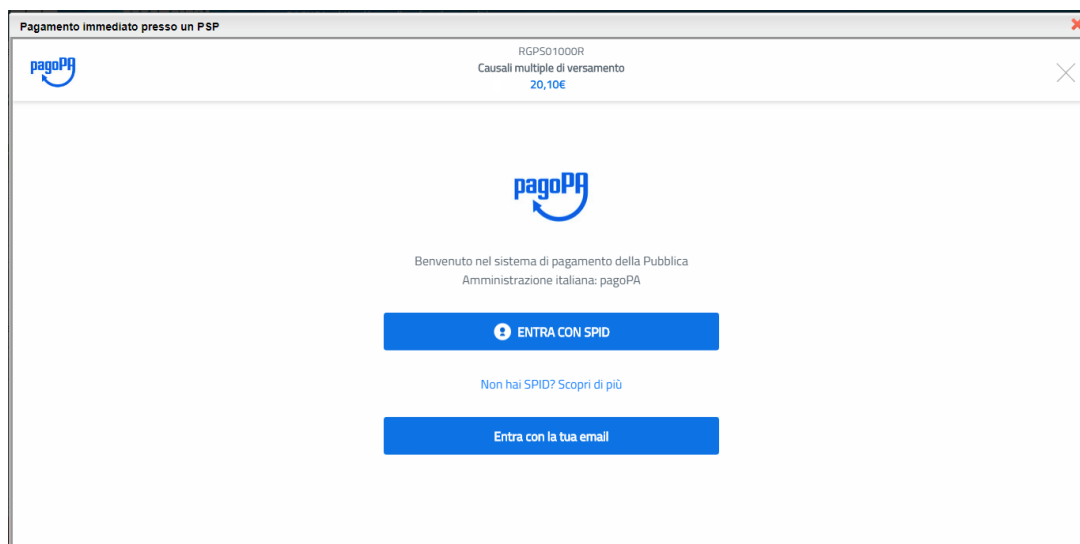 Pagamento immediato presso un PSP
pagoPA
RGPS01000R
Causali multiple di versamento
20,10€
pagoPA
Benvenuto nel sistema di pagamento della Pubblica
Amministrazione italiana: pagoPA
ENTRA CON SPID
Non hai SPID? Scopri di più
Entra con la tua email